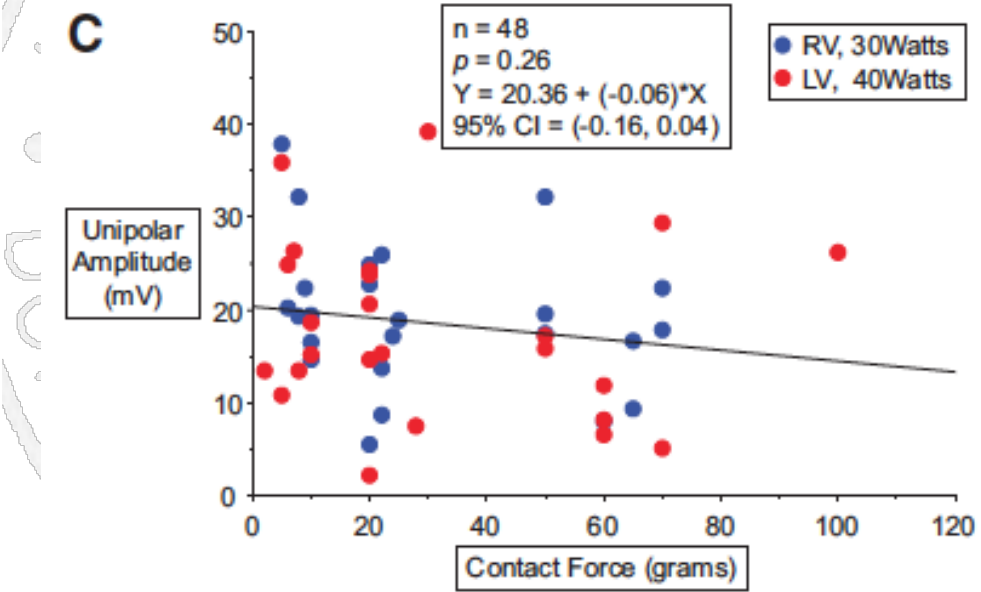 C
n = 48
p = 0.26
Y = 20.36 + (-0.06)*X
95% CI = (-0.16, 0.04)
RV, 30Watts
LV, 40Watts
Unipolar
Amplitude
(mV)
50
40
30
20
10
0
0 20 40 60 80 100 120
Contact Force (grams)